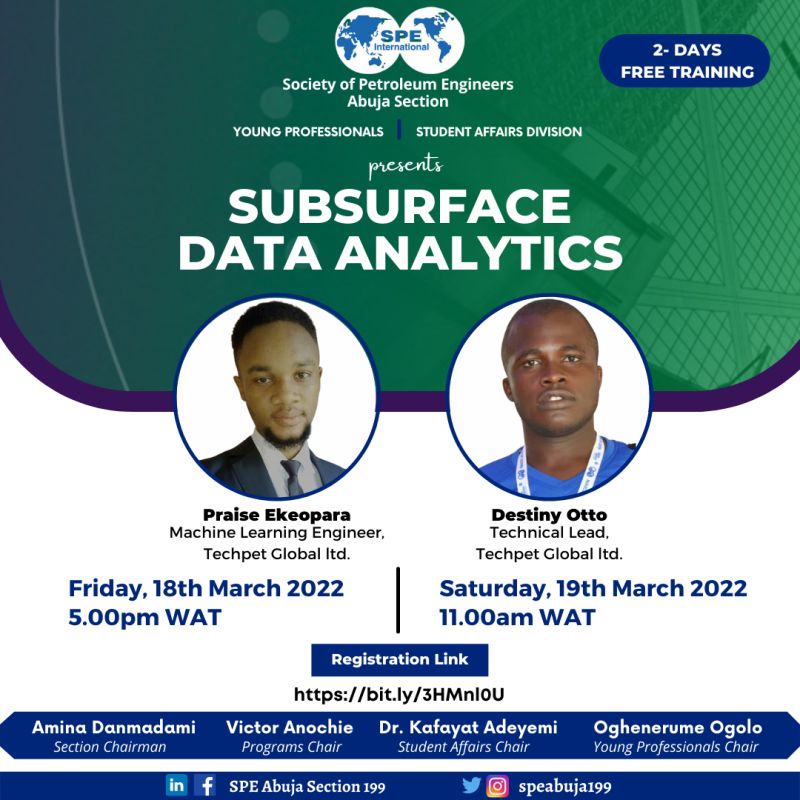 SPE
International
Society of Petroleum Engineers
Abuja Section
2- DAYS
FREE TRAINING
YOUNG PROFESSIONALS | STUDENT AFFAIRS DIVISION
presents
SUBSURFACE
DATA ANALYTICS
Praise Ekeopara
Machine Learning Engineer,
Techpet Global ltd.
Destiny Otto
Technical Lead,
Techpet Global ltd.
Friday, 18th March 2022
5.00pm WAT
Saturday, 19th March 2022
11.00am WAT
Registration Link
https://bit.ly/3HMnl0U
Amina Danmadami
Section Chairman
Victor Anochie
Programs Chair
Dr. Kafayat Adeyemi
Student Affairs Chair
Oghenerume Ogolo
Young Professionals Chair
SPE Abuja Section 199
speabuja199